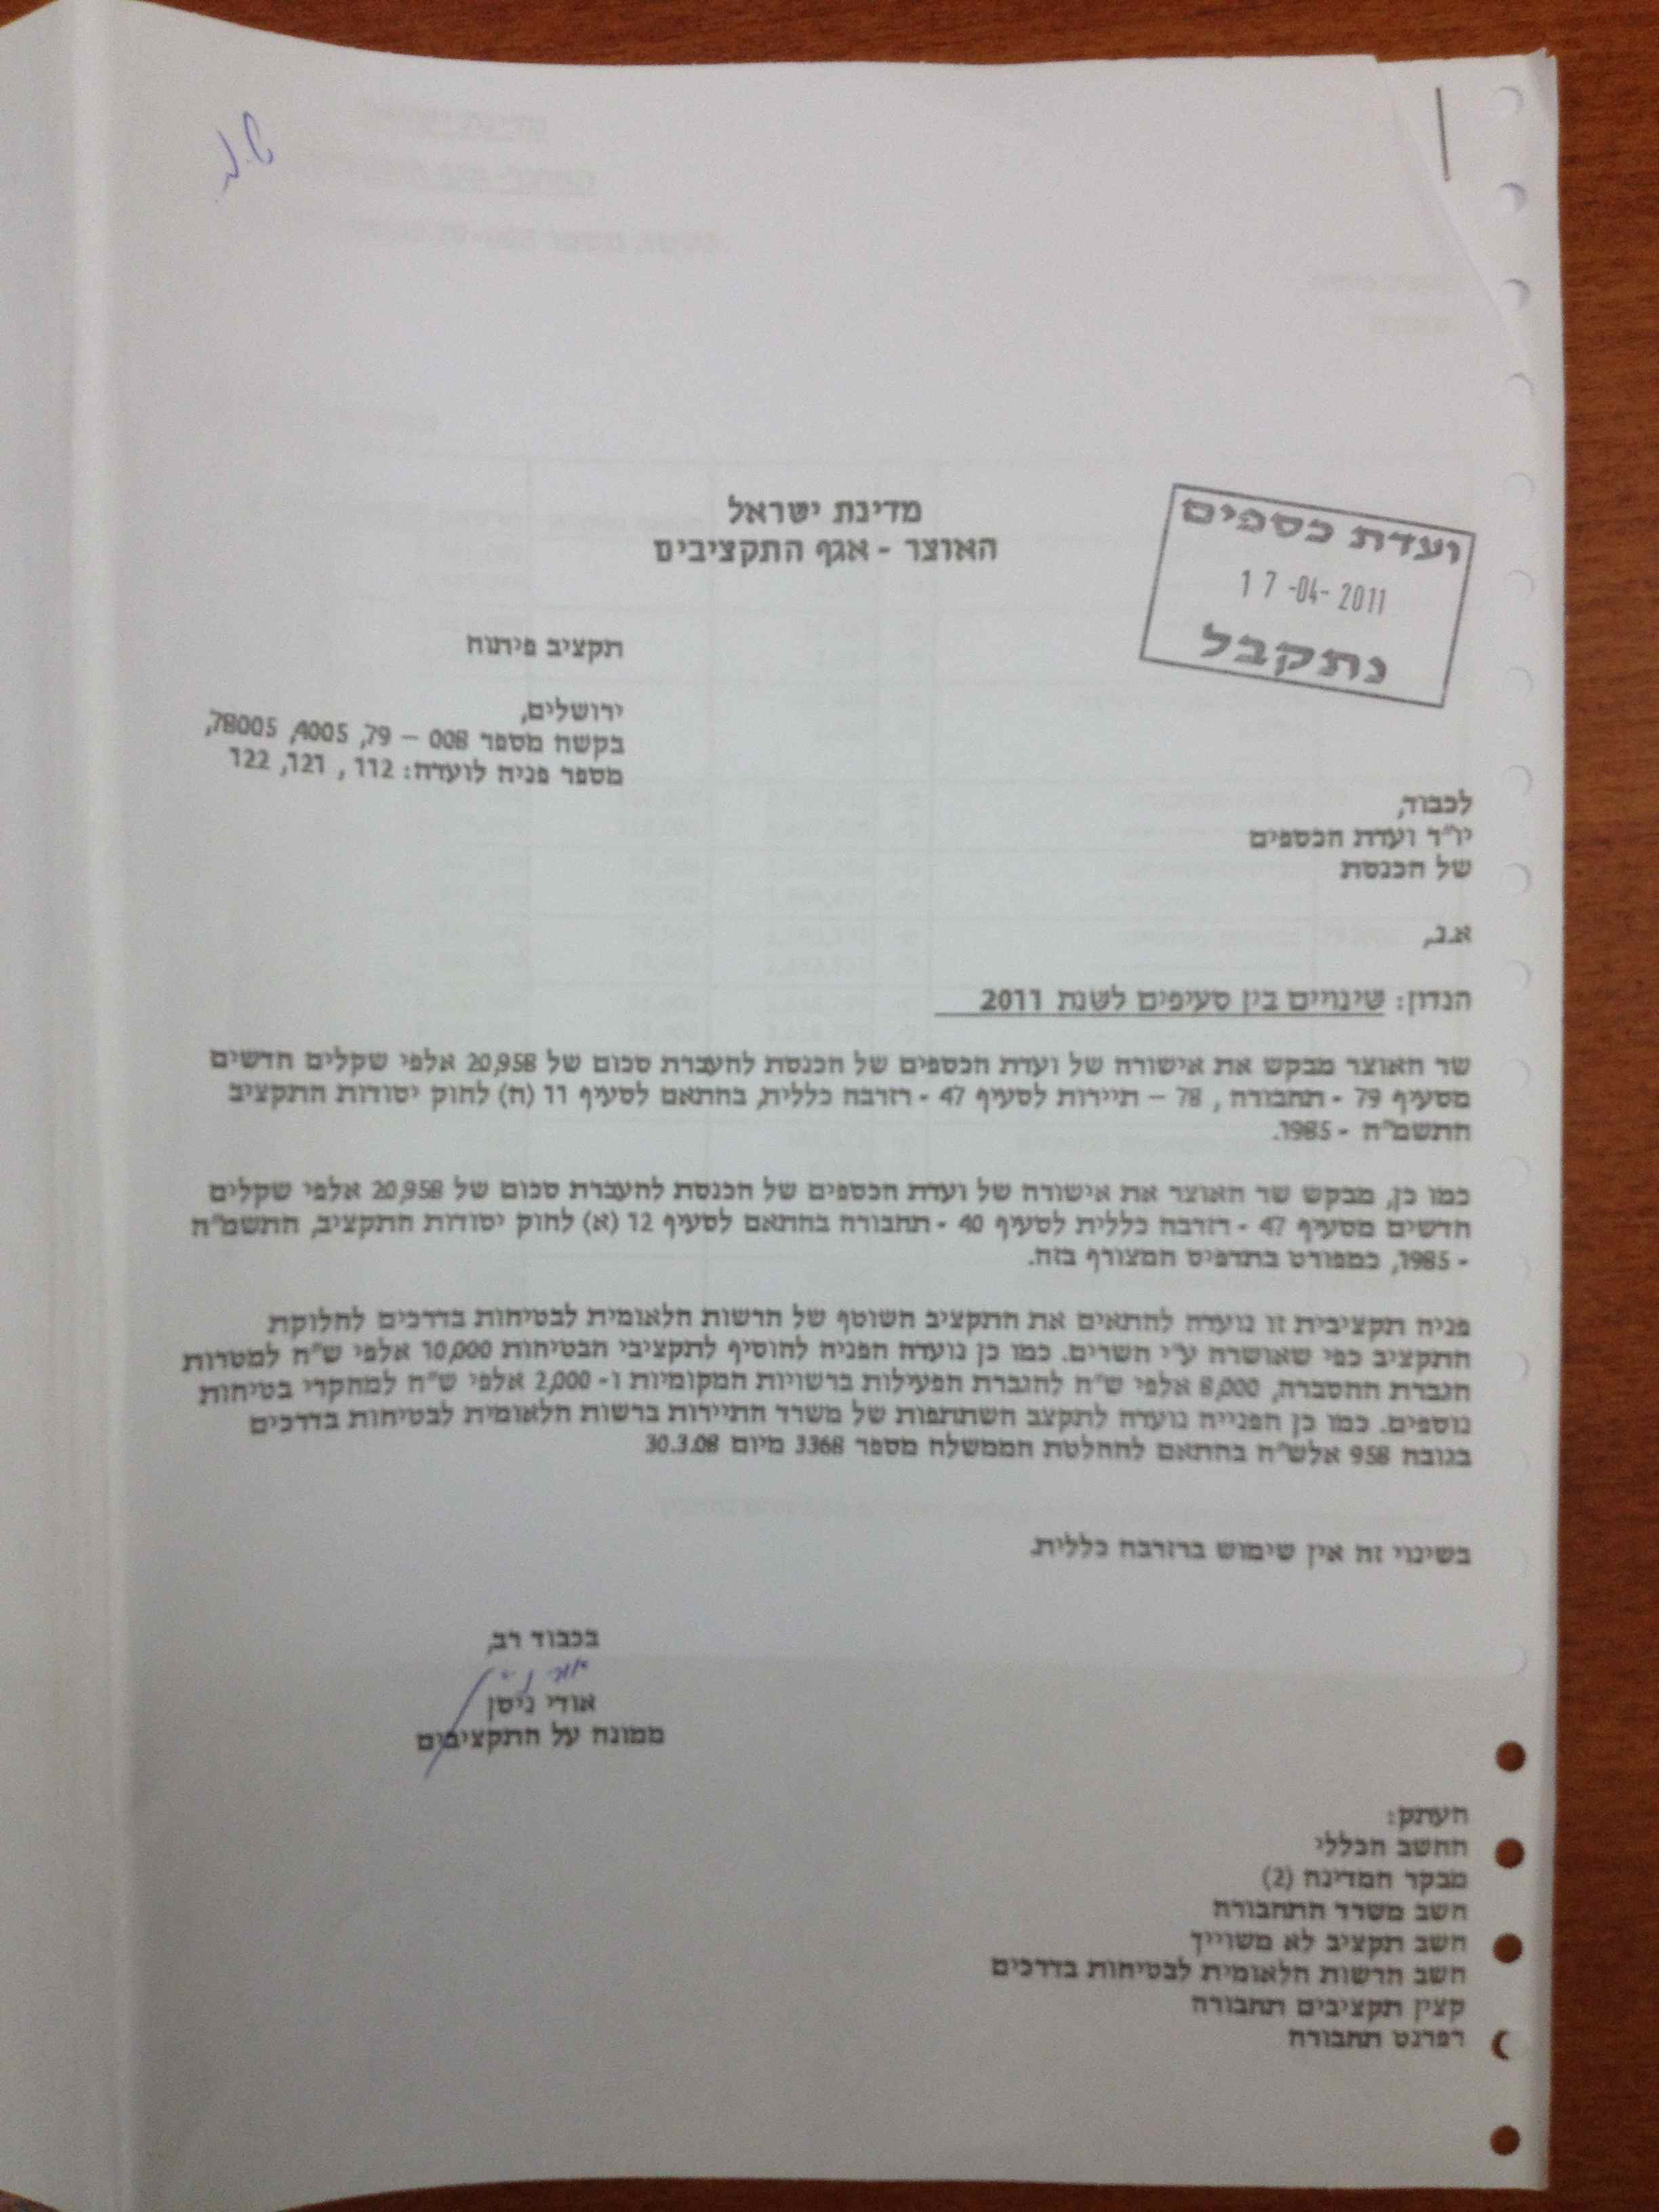 ועדת כספים
17-04-2011
נתקבל
מדינת ישראל
האוצר - אגף התקציבים
תקציב פיתוח
ירושלים,
בקשה מספר 008 – 79, 4005, 78005,
מספר פניה לועדה: 112 , 121, 122
לכבוד,
יו"ר ועדת הכספים
של הכנסת
א.נ.,
הנדון: שינויים בין סעיפים לשנת 2011
שר האוצר מבקש את אישורה של ועדת הכספים של הכנסת להעברת סכום של 20,958 אלפי שקלים חדשים
מסעיף 79 - תחבורה , 78 – תיירות לסעיף 47 - רזרבה כללית, בהתאם לסעיף 11 (ח) לחוק יסודות התקציב
התשמ"ה - 1985.
כמו כן, מבקש שר האוצר את אישורה של ועדת הכספים של הכנסת להעברת סכום של 20,958 אלפי שקלים
חדשים מסעיף 47 - רזרבה כללית לסעיף 40 - תחבורה בהתאם לסעיף 12 (א) לחוק יסודות התקציב, התשמ"ה
- 1985, כמפורט בתדפיס המצורף בזה.
פניה תקציבית זו נועדה להתאים את התקציב השוטף של הרשות הלאומית לבטיחות בדרכים לחלוקת
התקציב כפי שאושרה ע"י השרים. כמו כן נועדה הפניה להוסיף לתקציבי הבטיחות 10,000 אלפי ש"ח למטרות
הגברת ההסברה, 8,000 אלפי ש"ח להגברת הפעילות ברשויות המקומיות ו- 2,000 אלפי ש"ח למחקרי בטיחות
נוספים. כמו כן הפנייה נועדה לתקצב השתתפות של משרד התיירות ברשות הלאומית לבטיחות בדרכים
בגובה 958 אלש"ח בהתאם להחלטת הממשלה מספר 3368 מיום 30.3.08
בשינוי זה אין שימוש ברזרבה כללית.
בכבוד רב,
אודי ניסן
ממונה על התקציבים
העתק:
החשב הכללי
מבקר המדינה (2)
חשב משרד התחבורה
חשב תקציב לא משוייך
חשב הרשות הלאומית לבטיחות בדרכים
קצין תקציבים תחבורה
רפרנט תחבורה